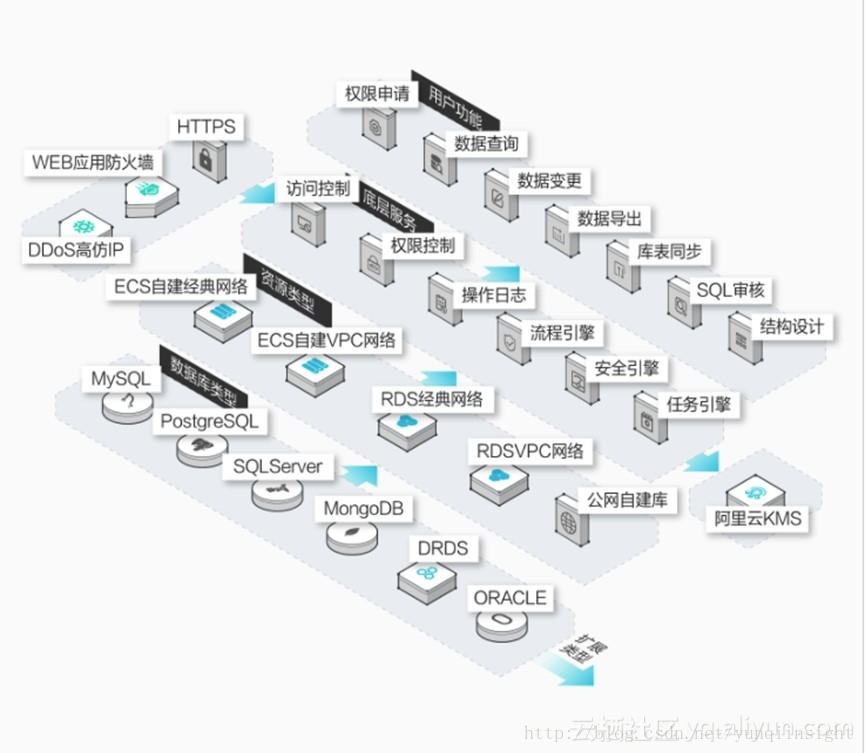 用户功能
权限申请
数据查询
数据变更
数据导出
库表同步
SQL审核
结构设计
HTTPS
WEB应用防火墙
DDoS高仿IP
底层服务
访问控制
权限控制
操作日志
流程引擎
安全引擎
任务引擎
阿里云KMS
资源类型
ECS自建经典网络
ECS自建VPC网络
RDS经典网络
RDSVPC网络
公网自建库
数据库类型
MySQL
PostgreSQL
SQLServer
MongoDB
DRDS
ORACLE
扩展
类型
云栖社区 yq.aliyun.com
http://blog.csdn.net/yunqiinsight